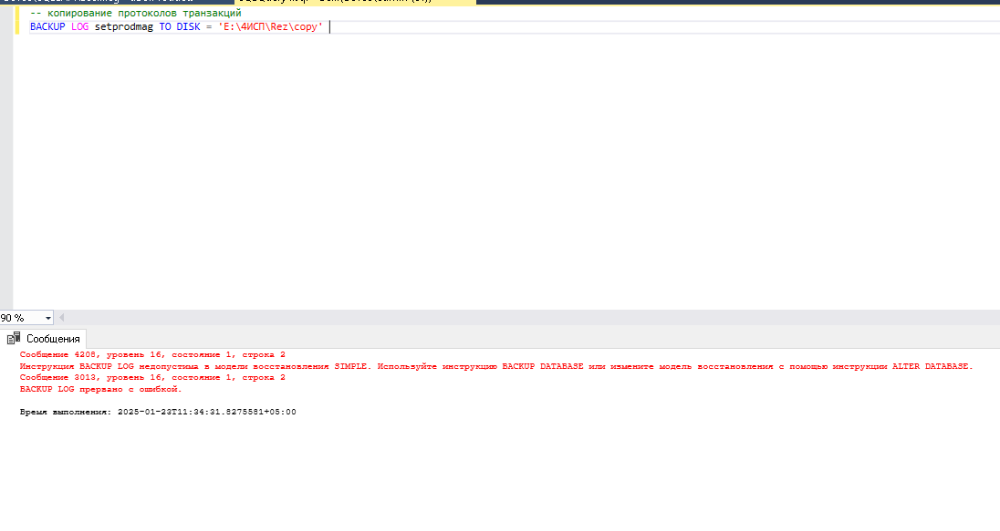 -- копирование протоколов транзакций
BACKUP LOG setprodmag TO DISK = 'E:\4ИСП\Rez\copy'
90 %
Сообщения
Сообщение 4208, уровень 16, состояние 1, строка 2
Инструкция BACKUP LOG недопустима в модели восстановления SIMPLE. Используйте инструкцию BACKUP DATABASE или измените модель восстановления с помощью инструкции ALTER DATABASE.
Сообщение 3013, уровень 16, состояние 1, строка 2
BACKUP LOG прервано с ошибкой.
Время выполнения: 2025-01-23T11:34:31.8275581+05:00